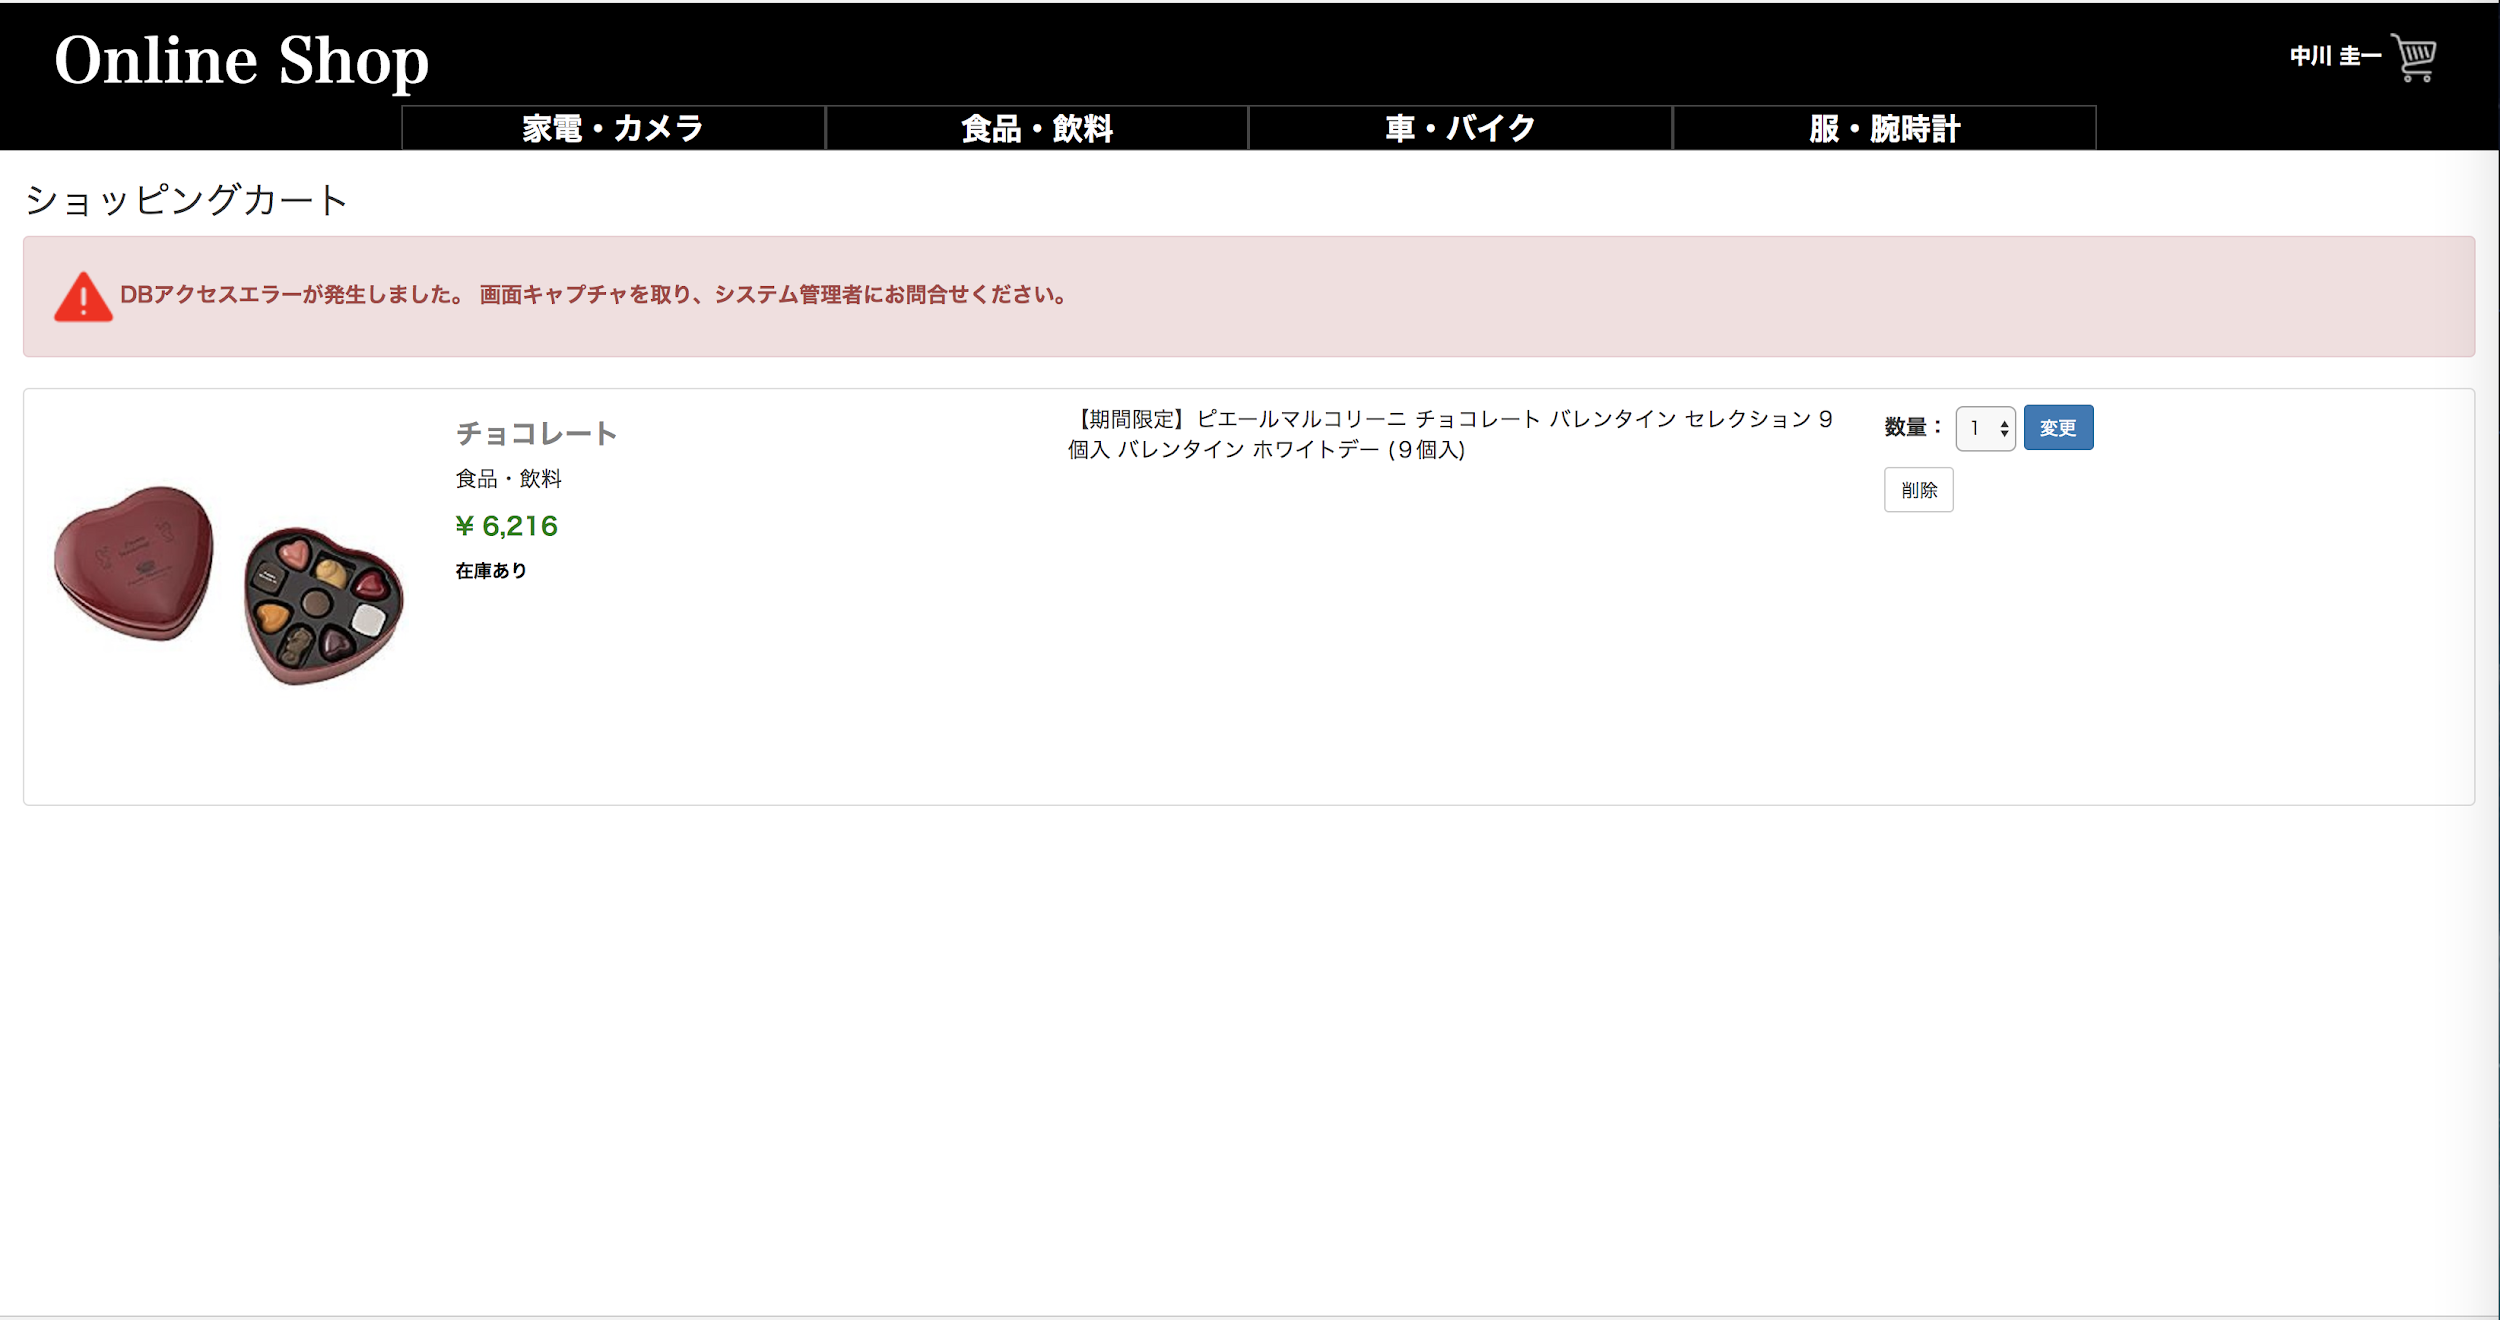 Online Shop
中川 圭一
家電・カメラ
食品・飲料
車・バイク
服・腕時計
ショッピングカート
DBアクセスエラーが発生しました。 画面キャプチャを取り、システム管理者にお問合せください。
チョコレート
食品・飲料
¥ 6,216
在庫あり
【期間限定】ピエールマルコリーニ チョコレート バレンタイン セレクション 9
個入 バレンタイン ホワイトデー (９個入)
数量：
1
変更
削除